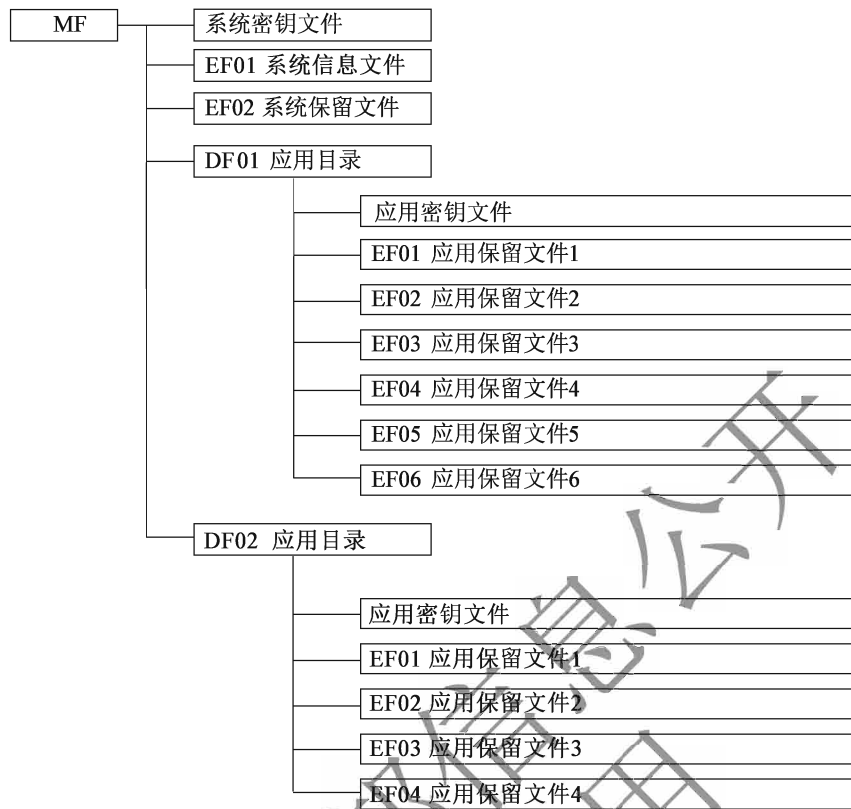 MF
系统密钥文件
EF01 系统信息文件
EF02 系统保留文件
DF01 应用目录
应用密钥文件
EF01 应用保留文件1
EF02 应用保留文件2
EF03 应用保留文件3
EF04 应用保留文件4
EF05 应用保留文件5
EF06 应用保留文件6
DF02 应用目录
应用密钥文件
EF01 应用保留文件1
EF02 应用保留文件2
EF03 应用保留文件3
EF04 应用保留文件4
信息公开
用